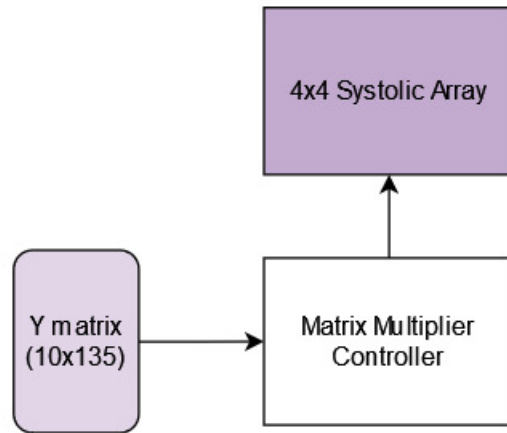 4x4 Systolic Array
Y matrix
(10x135)
Matrix Multiplier
Controller